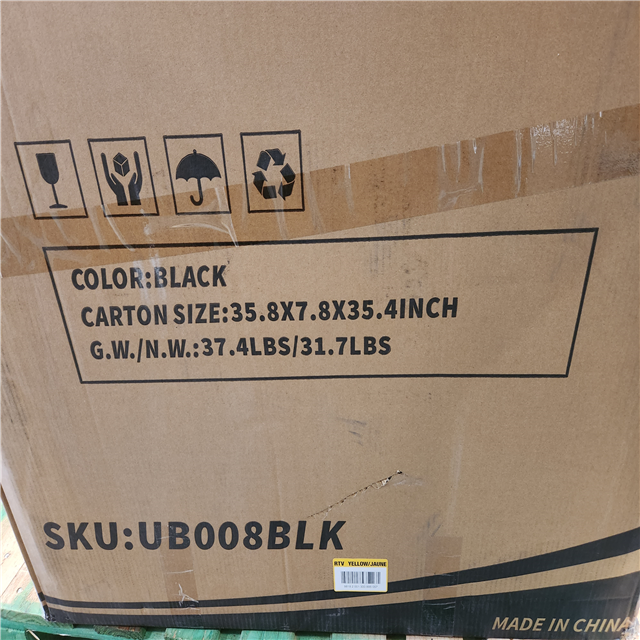 COLOR:BLACK
CARTON SIZE:35.8X7.8X35.4INCH
G.W./N.W.:37.4LBS/31.7LBS
SKU:UB008BLK
RTV YELLOW/JAUNE
MADE IN CHINA